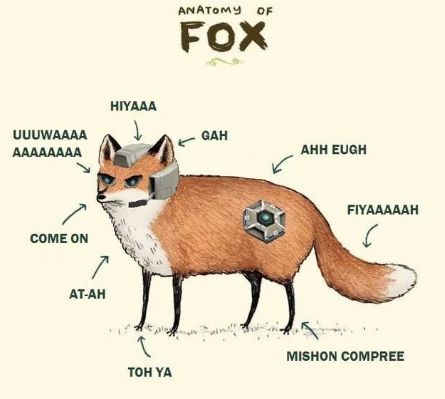 ANATOMY OF
FOX
HIYAAA
UUUWAAAA
AAAAAAAA
GAH
AHH EUGH
FIYAAAAAH
COME ON
AT-AH
MISHON COMPREE
TOH YA